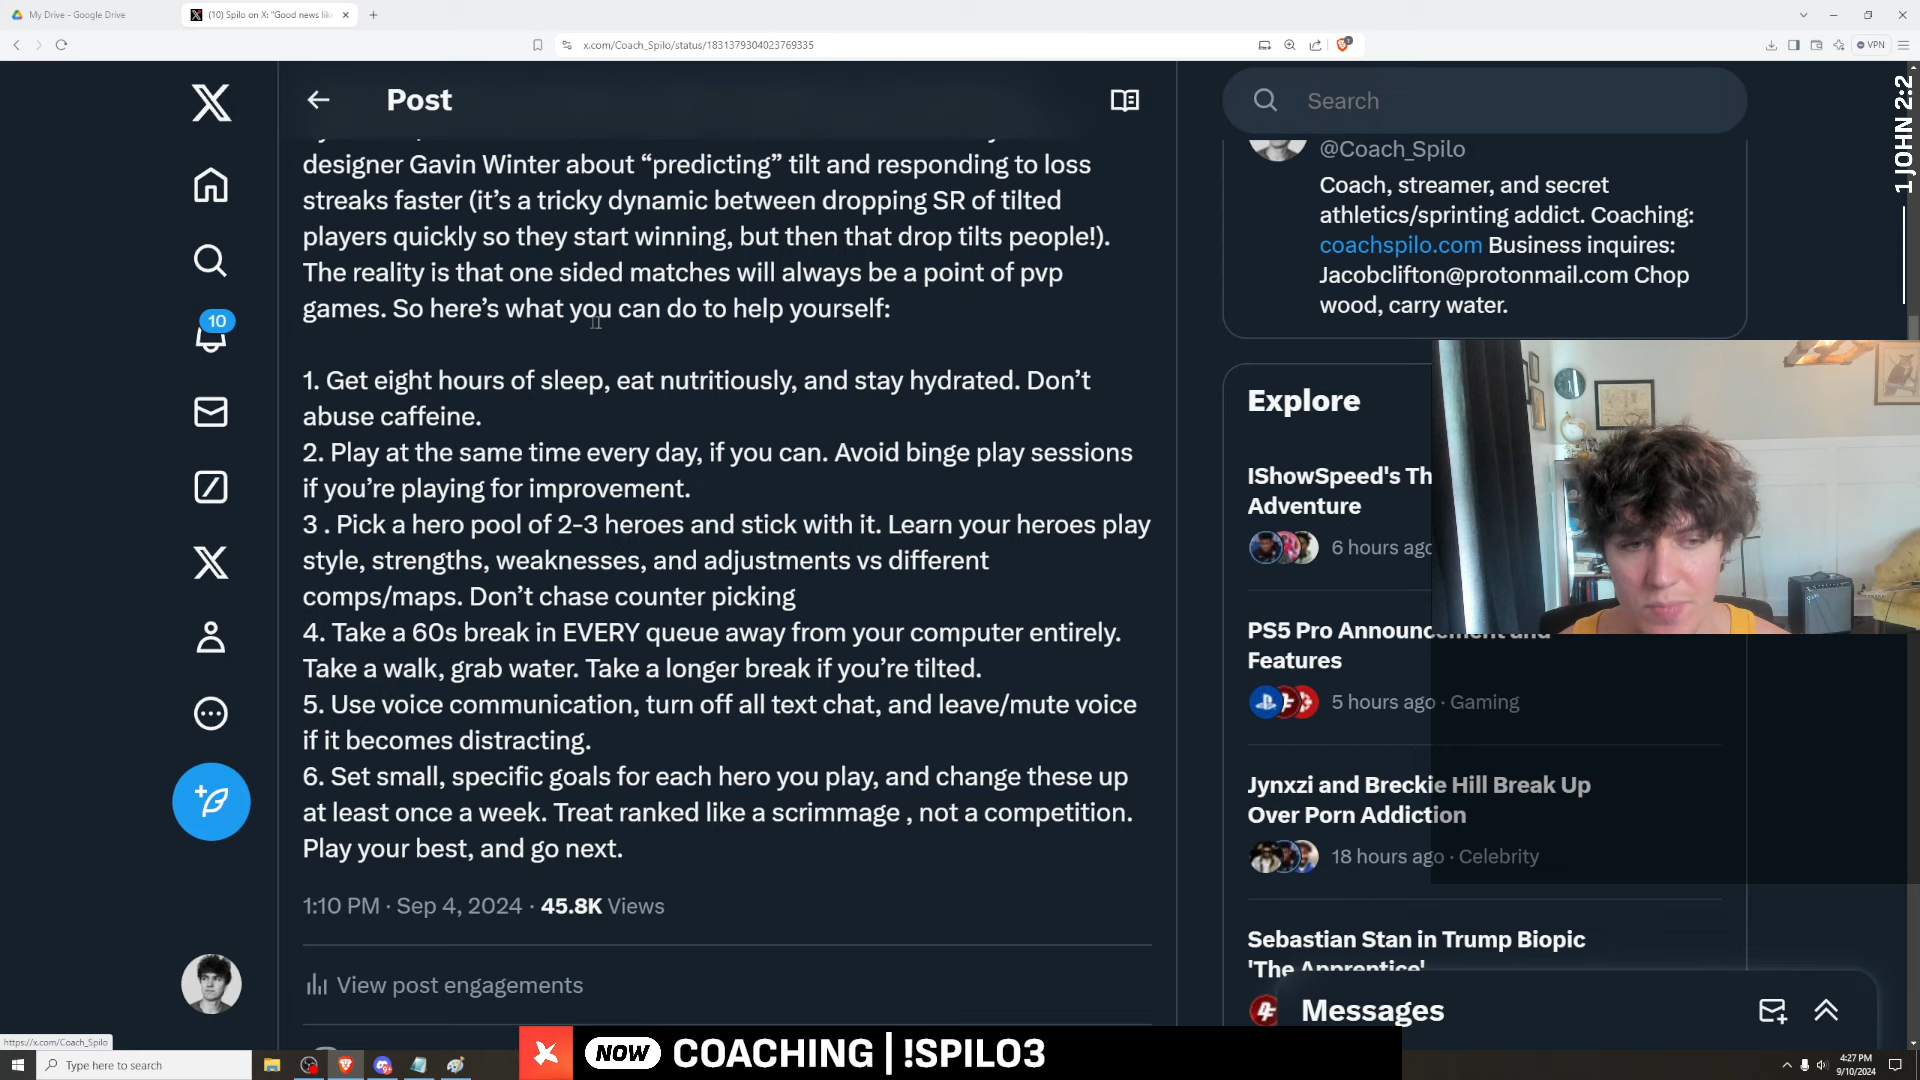 My Drive - Google Drive
(10) Spilo on X: "Good news lik
x.com/Coach_Spilo/status/1831379304023769335
VPN
Post
designer Gavin Winter about “predicting” tilt and responding to loss
streaks faster (it’s a tricky dynamic between dropping SR of tilted
players quickly so they start winning, but then that drop tilts people!).
The reality is that one sided matches will always be a point of pvp
games. So here’s what you can do to help yourself:
1. Get eight hours of sleep, eat nutritiously, and stay hydrated. Don’t
abuse caffeine.
2. Play at the same time every day, if you can. Avoid binge play sessions
if you’re playing for improvement.
3 . Pick a hero pool of 2-3 heroes and stick with it. Learn your heroes play
style, strengths, weaknesses, and adjustments vs different
comps/maps. Don’t chase counter picking
4. Take a 60s break in EVERY queue away from your computer entirely.
Take a walk, grab water. Take a longer break if you’re tilted.
5. Use voice communication, turn off all text chat, and leave/mute voice
if it becomes distracting.
6. Set small, specific goals for each hero you play, and change these up
at least once a week. Treat ranked like a scrimmage , not a competition.
Play your best, and go next.
1:10 PM · Sep 4, 2024 · 45.8K Views
View post engagements
10
Search
@Coach_Spilo
Coach, streamer, and secret
athletics/sprinting addict. Coaching:
coachspilo.com Business inquires:
Jacobclifton@protonmail.com Chop
wood, carry water.
1 JOHN 2:2
Explore
IShowSpeed's Th
Adventure
6 hours ago
PS5 Pro Announcement and
Features
5 hours ago · Gaming
Jynxzi and Breckie Hill Break Up
Over Porn Addiction
18 hours ago · Celebrity
Sebastian Stan in Trump Biopic
'The Apprentice'
Messages
https://x.com/Coach_Spilo
NOW COACHING | !SPILO3
Type here to search
4:27 PM
9/10/2024